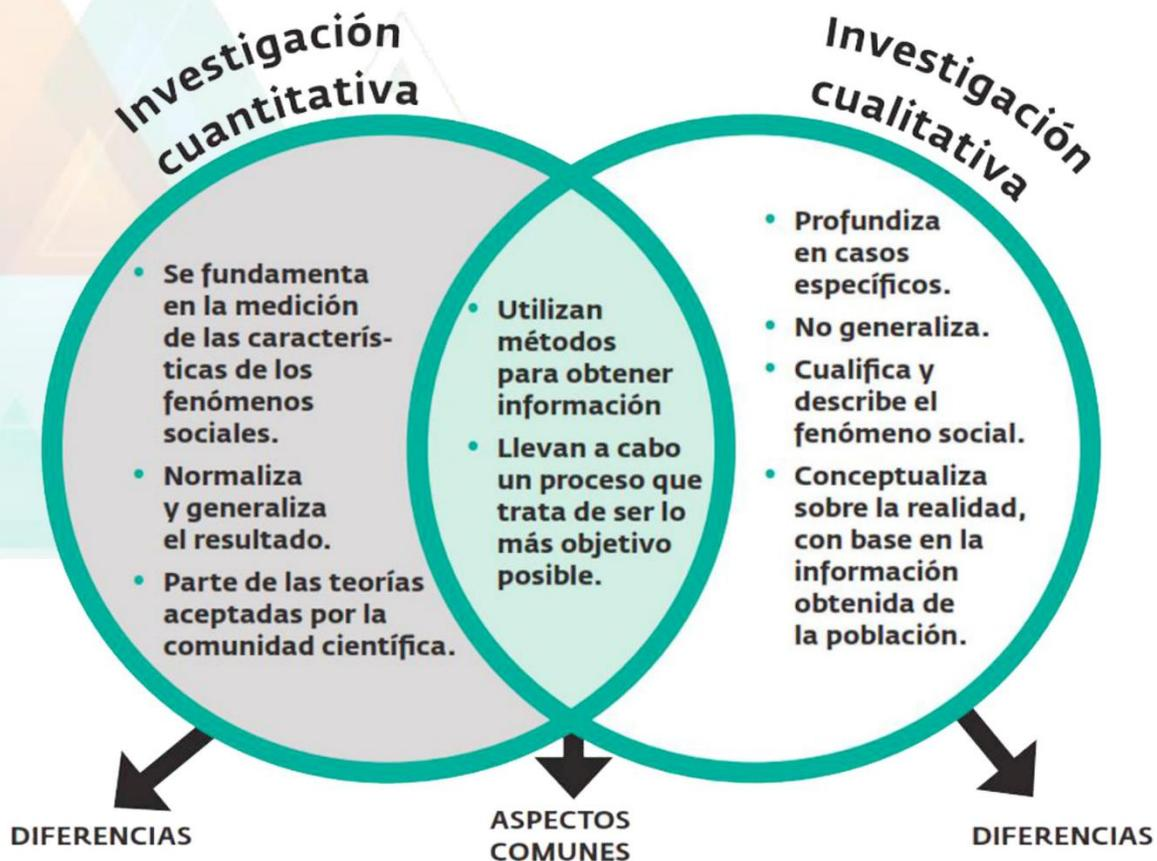 Investigación
cuantitativa
• Se fundamenta
en la medición
de las caracterís-
ticas de los
fenómenos
sociales.
• Normaliza
y generaliza
el resultado.
• Parte de las teorías
aceptadas por la
comunidad científica.
• Utilizan
métodos
para obtener
información
• Llevan a cabo
un proceso que
trata de ser lo
más objetivo
posible.
Investigación
cualitativa
• Profundiza
en casos
específicos.
• No generaliza.
• Cualifica y
describe el
fenómeno social.
• Conceptualiza
sobre la realidad,
con base en la
información
obtenida de
la población.
DIFERENCIAS
ASPECTOS
COMUNES
DIFERENCIAS